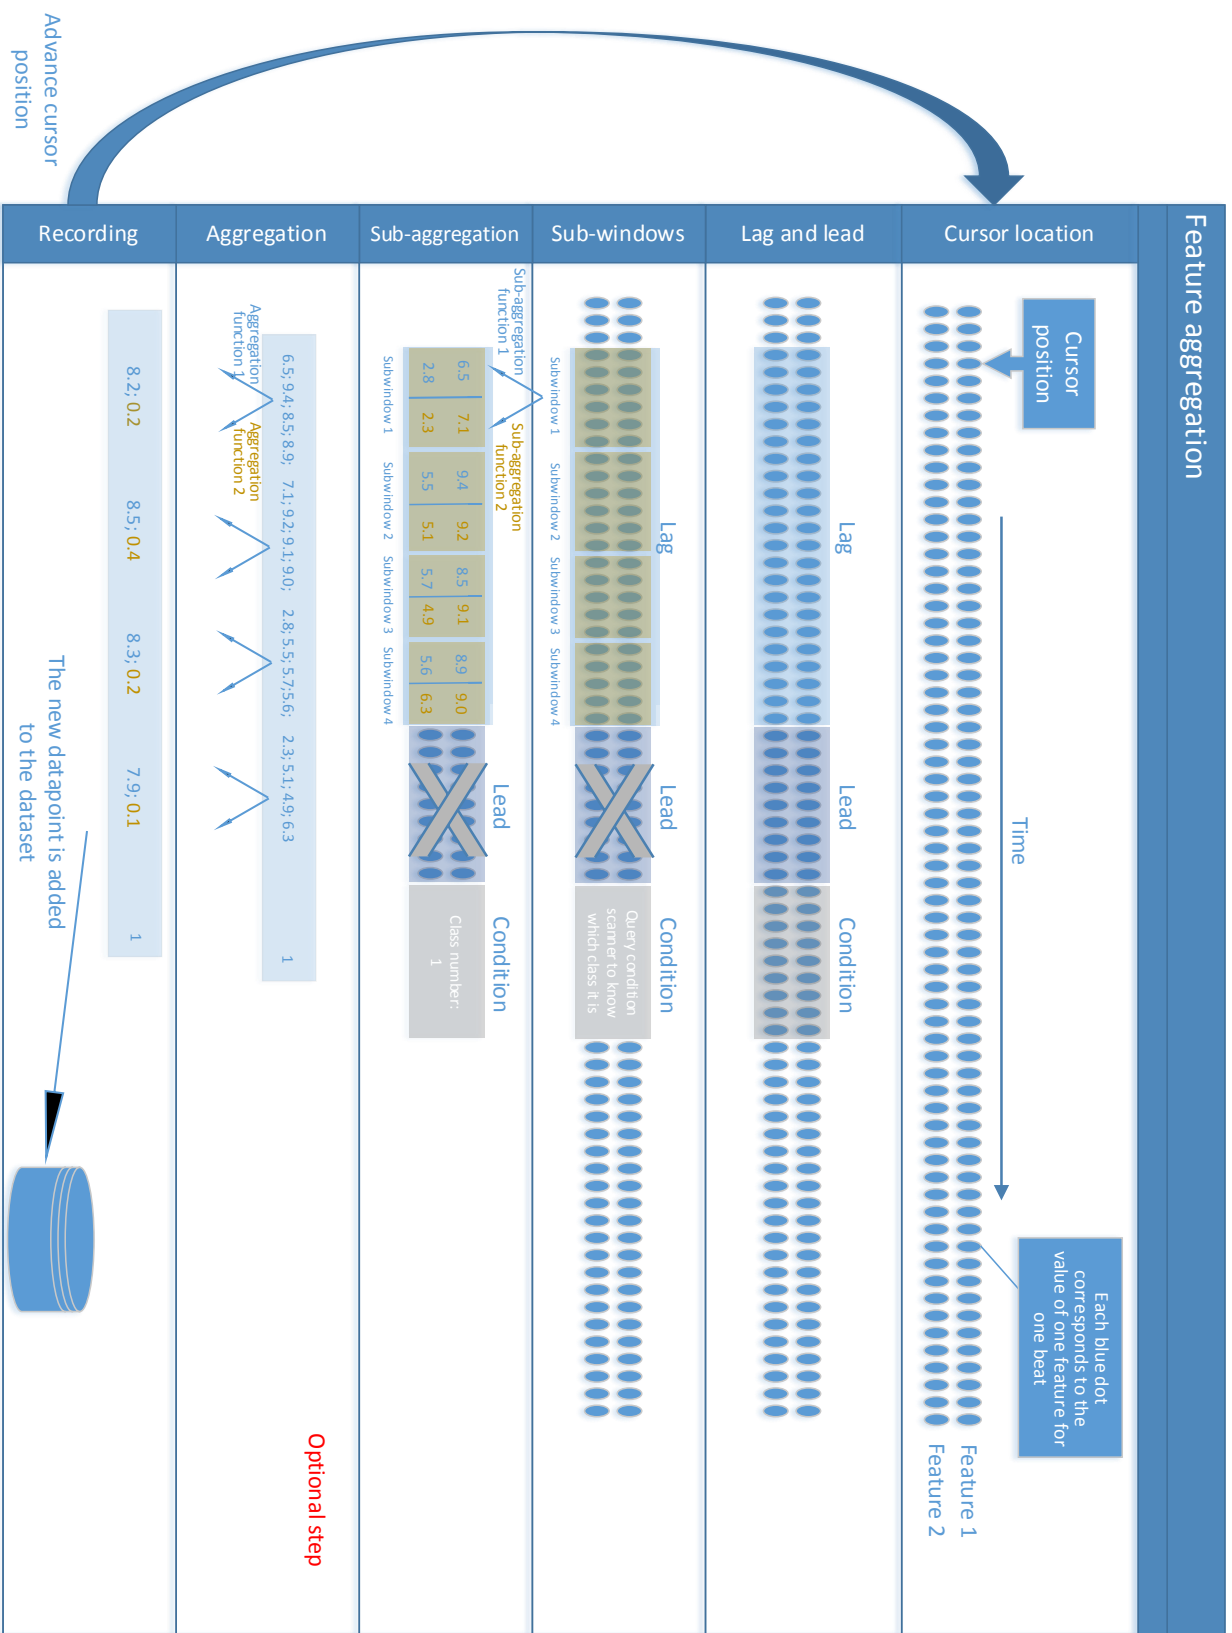 Feature aggregation
Cursor location
Cursor
position
Time
Each blue dot
corresponds to the
value of one feature for
one beat
Feature 1
Feature 2
Lag and lead
Lag
Lead
Condition
Sub-windows
Lag
Lead
Condition
Query condition
scanner to know
which class it is
Subwindow 1
Subwindow 2
Subwindow 3
Subwindow 4
Sub-aggregation
Sub-aggregation
function 1
Sub-aggregation
function 2
Lead
Condition
6.5 7.1 9.4 9.2 8.5 9.1 8.9 9.0
2.8 2.3 5.5 5.1 5.7 4.9 5.6 6.3
Class number:
1
Subwindow 1
Subwindow 2
Subwindow 3
Subwindow 4
Aggregation
Optional step
6.5; 9.4; 8.5; 8.9; 7.1; 9.2; 9.1; 9.0; 2.8; 5.5; 5.7;5.6; 2.3; 5.1; 4.9; 6.3 1
Aggregation
function 1
Aggregation
function 2
Recording
8.2; 0.2 8.5; 0.4 8.3; 0.2 7.9; 0.1 1
The new datapoint is added
to the dataset
Advance cursor
position